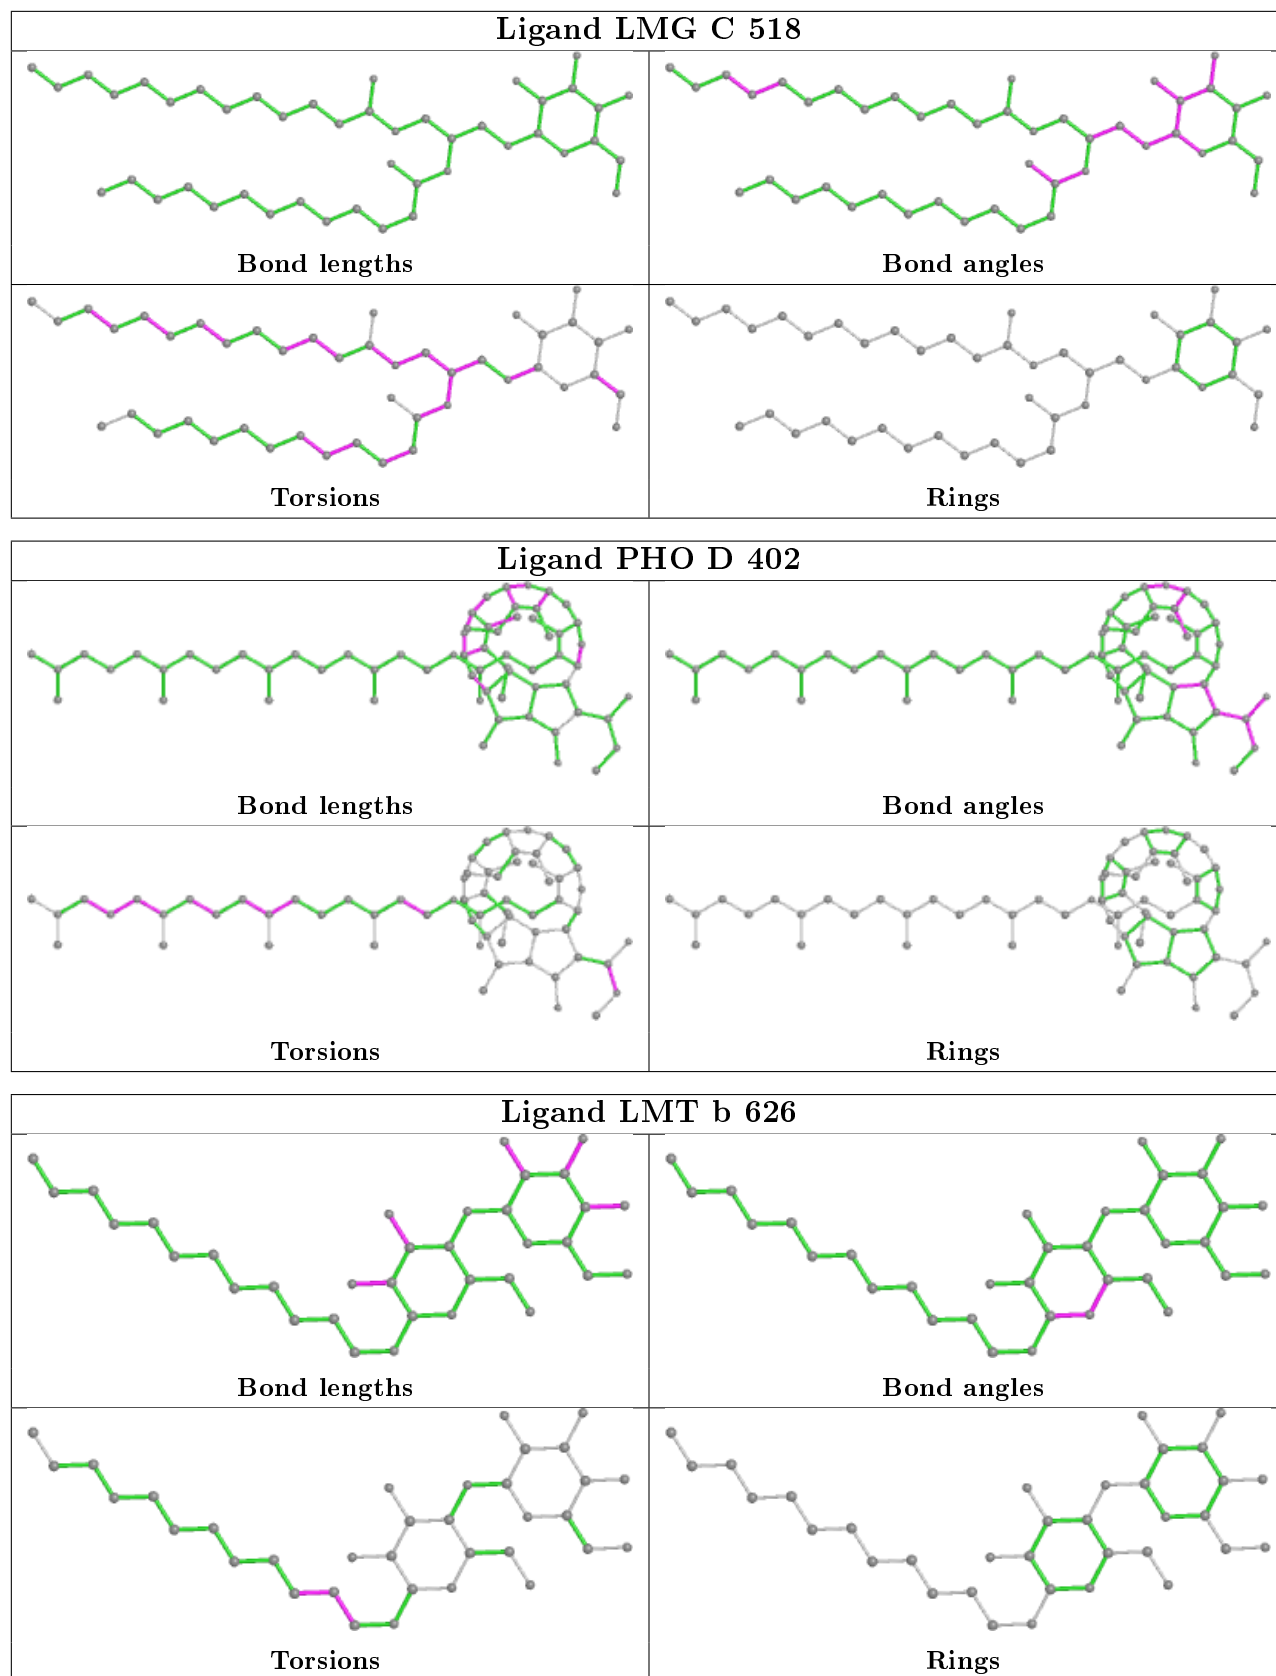 Ligand LMG C 518
Bond lengths
Bond angles
Torsions
Rings
Ligand PHO D 402
Bond lengths
Bond angles
Torsions
Rings
Ligand LMT b 626
Bond lengths
Bond angles
Torsions
Rings